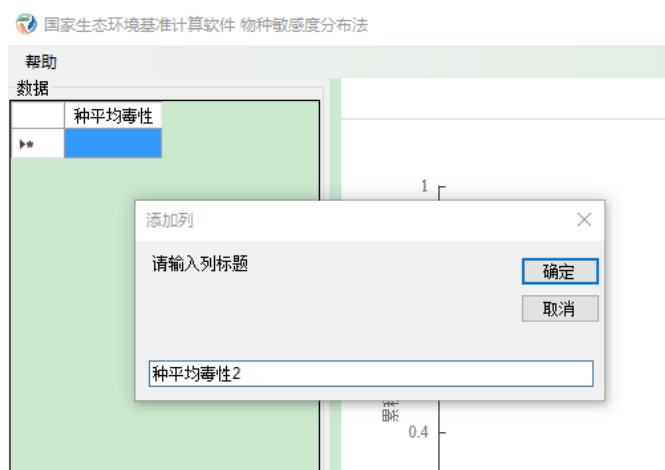 国家生态环境基准计算软件 物种敏感度分布法
帮助
数据
种平均毒性
1
添加列
请输入列标题
确定
取消
种平均毒性2
0.4